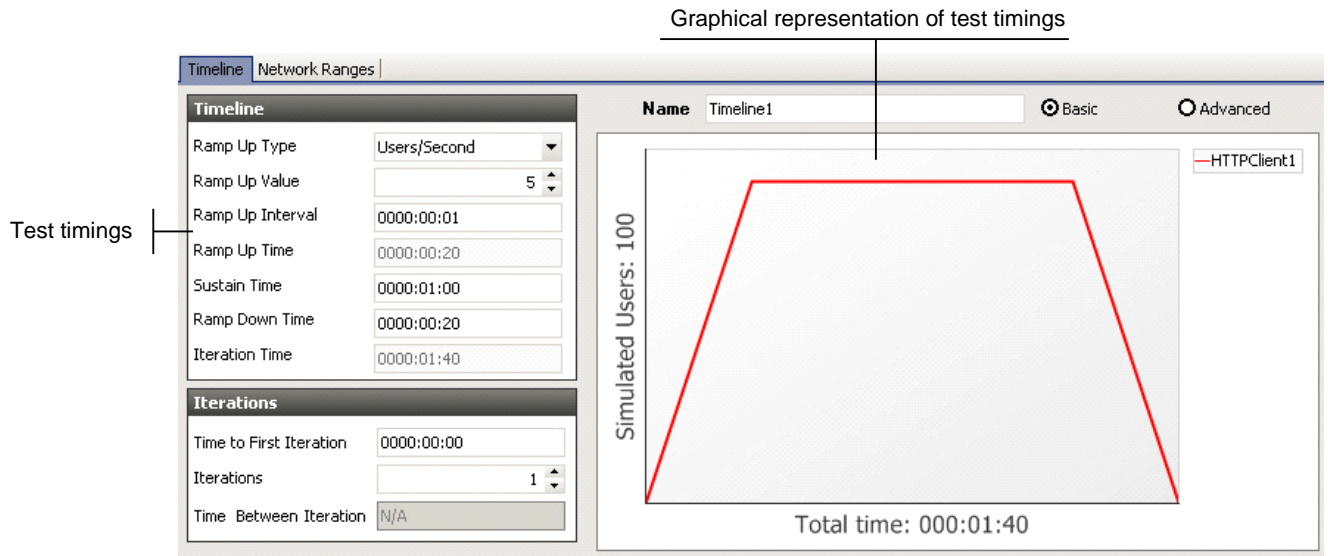 Graphical representation of test timings
Timeline Network Ranges
Timeline
Ramp Up Type Users/Second
Ramp Up Value 5
Ramp Up Interval 0000:00:01
Ramp Up Time 0000:00:20
Sustain Time 0000:01:00
Ramp Down Time 0000:00:20
Iteration Time 0000:01:40
Test timings
Iterations
Time to First Iteration 0000:00:00
Iterations 1
Time Between Iteration N/A
Name Timeline1 Basic Advanced
HTTPClient1
Simulated Users: 100
Total time: 000:01:40